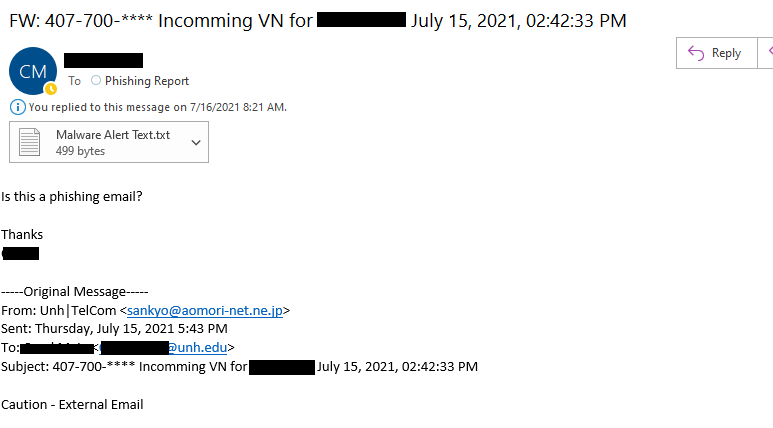 FW: 407-700-**** Incomming VN for July 15, 2021, 02:42:33 PM
Reply
CM
To Phishing Report
You replied to this message on 7/16/2021 8:21 AM.
Malware Alert Text.txt
499 bytes
Is this a phishing email?
Thanks
-----Original Message-----
From: Unh|TelCom <sankyo@aomori-net.ne.jp>
Sent: Thursday, July 15, 2021 5:43 PM
To: < @unh.edu>
Subject: 407-700-**** Incomming VN for July 15, 2021, 02:42:33 PM
Caution - External Email